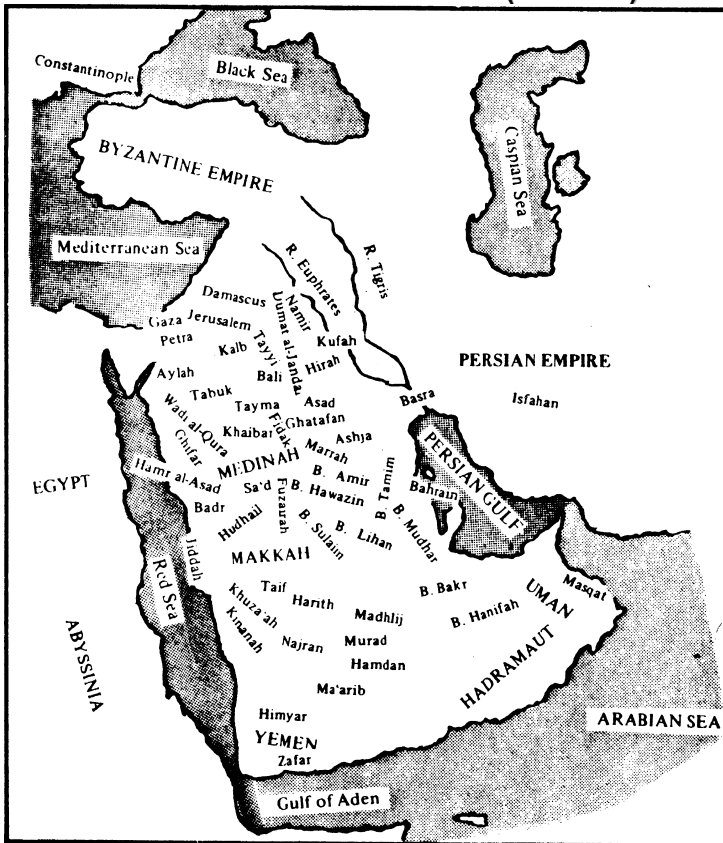 Constantinople
Black Sea
Caspian Sea
BYZANTINE EMPIRE
Mediterranean Sea
R. Euphrates
R. Tigris
Damascus
Namir
Dumat al-Jandal
Gaza
Jerusalem
Petra
Kalb
Tayyi
Kufah
Hirah
PERSIAN EMPIRE
Aylah
Bali
Tabuk
Basra
Isfahan
Wadi al-Qura
Tayma
Asad
Fidak
Ghatafan
Khaibar
Ashja
Ghifar
Marrah
PERSIAN GULF
MEDINAH
EGYPT
Hamr al-Asad
B. Amir
B. Tamim
Bahrain
Sa'd
B. Hawazin
Badr
Fuzairah
Hudhail
B. Sulaiin
B. Lihan
B. Mudhar
Jiddah
MAKKAH
Red Sea
Taif
Khuza'ah
Harith
B. Bakr
Masqat
UMAN
Kinanah
Madhlij
B. Hanifah
ABYSSINIA
Najran
Murad
Hamdan
HADRAMAUT
Ma'arib
Himyar
ARABIAN SEA
YEMEN
Zafar
Gulf of Aden